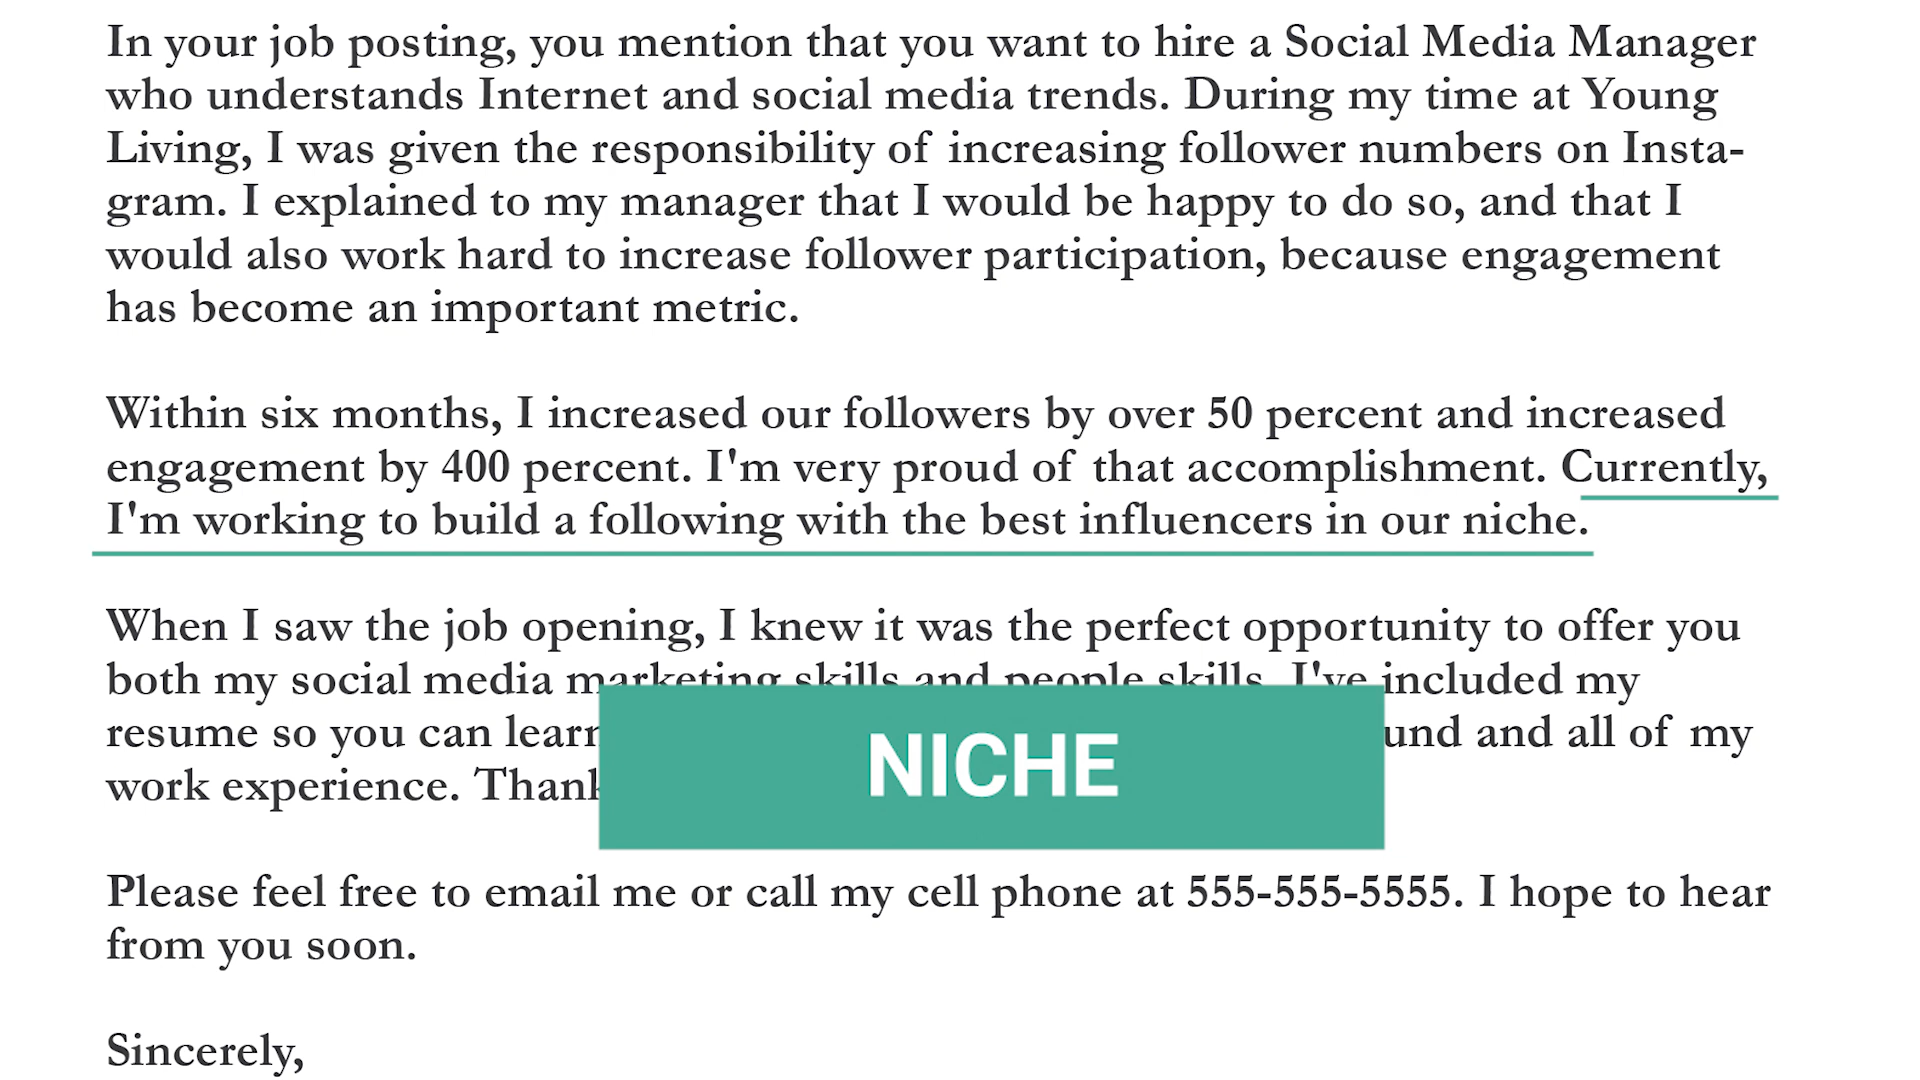 In your job posting, you mention that you want to hire a Social Media Manager
who understands Internet and social media trends. During my time at Young
Living, I was given the responsibility of increasing follower numbers on Insta-
gram. I explained to my manager that I would be happy to do so, and that I
would also work hard to increase follower participation, because engagement
has become an important metric.
Within six months, I increased our followers by over 50 percent and increased
engagement by 400 percent. I'm very proud of that accomplishment. Currently,
I'm working to build a following with the best influencers in our niche.
When I saw the job opening, I knew it was the perfect opportunity to offer you
both my social media marketing skills and people skills. I've included my
resume so you can and all of my
work experience.
NICHE
Please feel free to email me or call my cell phone at 555-555-5555. I hope to hear
from you soon.
Sincerely,